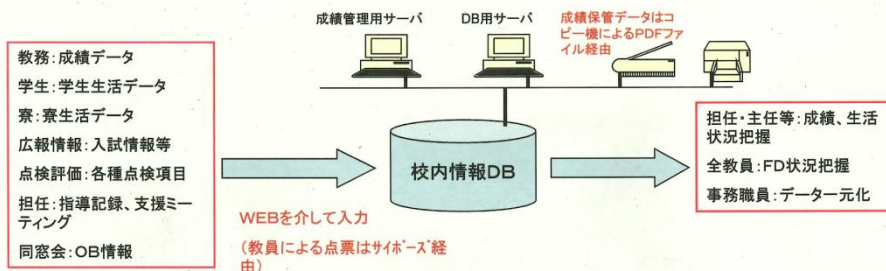 成績管理用サーバ
DB用サーバ
成績保管データはコ
ピー機によるPDFファ
イル経由
教務:成績データ
学生:学生生活データ
寮:寮生活データ
広報情報:入試情報等
点検評価:各種点検項目
担任:指導記録、支援ミー
ティング
同窓会:OB情報
WEBを介して入力
(教員による点票はサイボーズ経
由)
校内情報DB
担任・主任等:成績、生活
状況把握
全教員:FD状況把握
事務職員:データ一元化